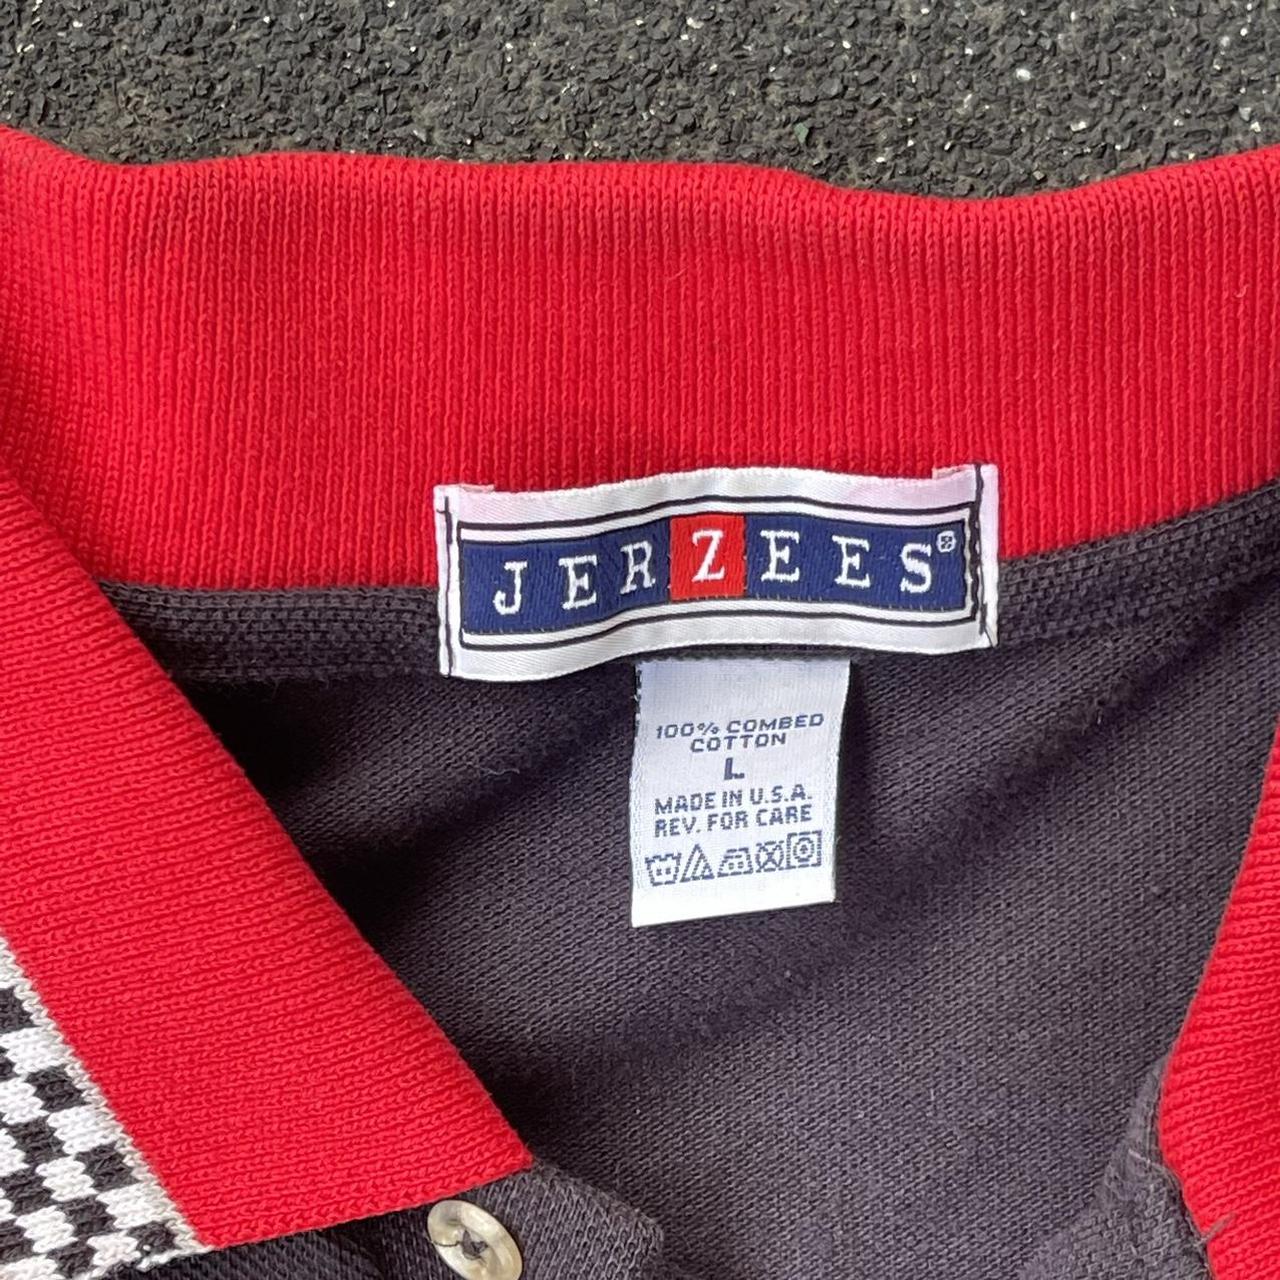 JERZEES®
100% COMBED
COTTON
L
MADE IN U.S.A.
REV. FOR CARE